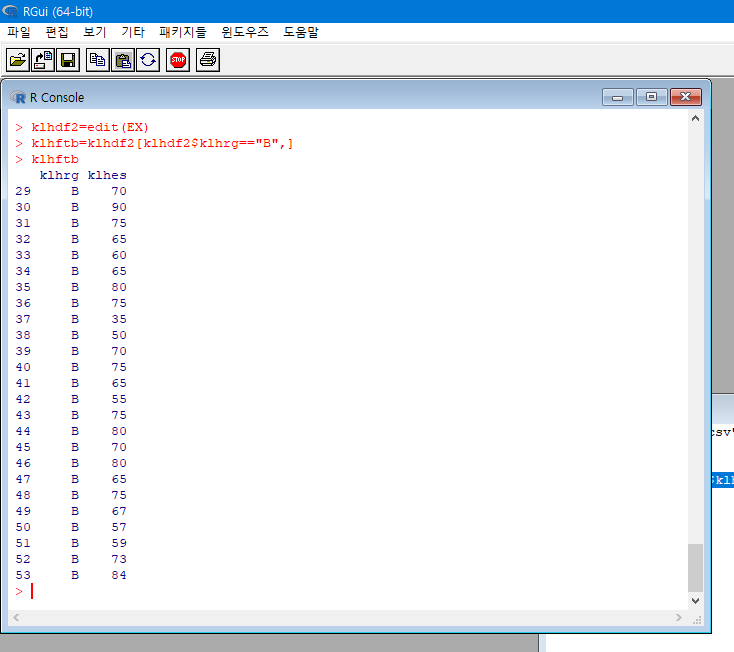 RGui (64-bit)
파일 편집 보기 기타 패키지들 윈도우즈 도움말
STOP
R Console
> klhdf2=edit(EX)
> klhftb=klhdf2[klhdf2$klhrg=="B",]
> klhftb
klhrg klhes
29 B 70
30 B 90
31 B 75
32 B 65
33 B 60
34 B 65
35 B 80
36 B 75
37 B 35
38 B 50
39 B 70
40 B 75
41 B 65
42 B 55
43 B 75
44 B 80
45 B 70
46 B 80
47 B 65
48 B 75
49 B 67
50 B 57
51 B 59
52 B 73
53 B 84
>
csv"
$klh